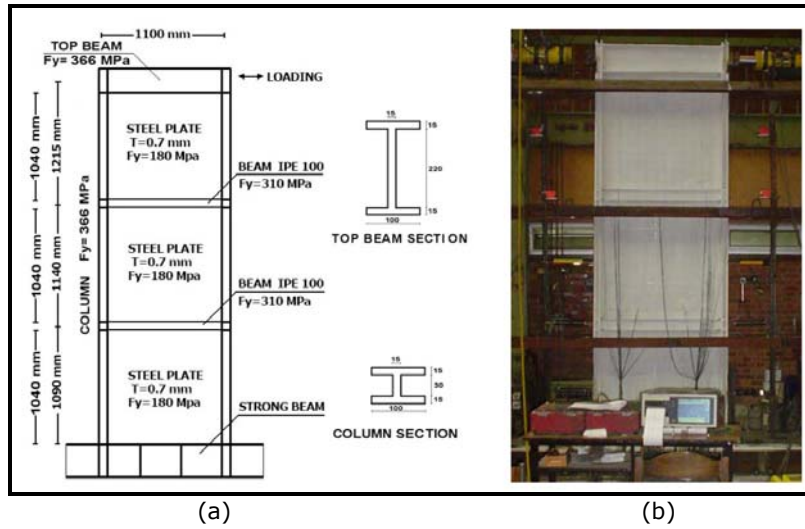 1100 mm
TOP BEAM
Fy= 366 MPa
LOADING
1040 mm
1215 mm
STEEL PLATE
T=0.7 mm
Fy=180 Mpa
BEAM IPE 100
Fy=310 MPa
COLUMN Fy= 366 MPa
1040 mm
1140 mm
STEEL PLATE
T=0.7 mm
Fy=180 Mpa
BEAM IPE 100
Fy=310 MPa
1040 mm
1090 mm
STEEL PLATE
T=0.7 mm
Fy=180 Mpa
STRONG BEAM
15
15
220
15
100
TOP BEAM SECTION
15
15
30
15
100
COLUMN SECTION
(a)
(b)